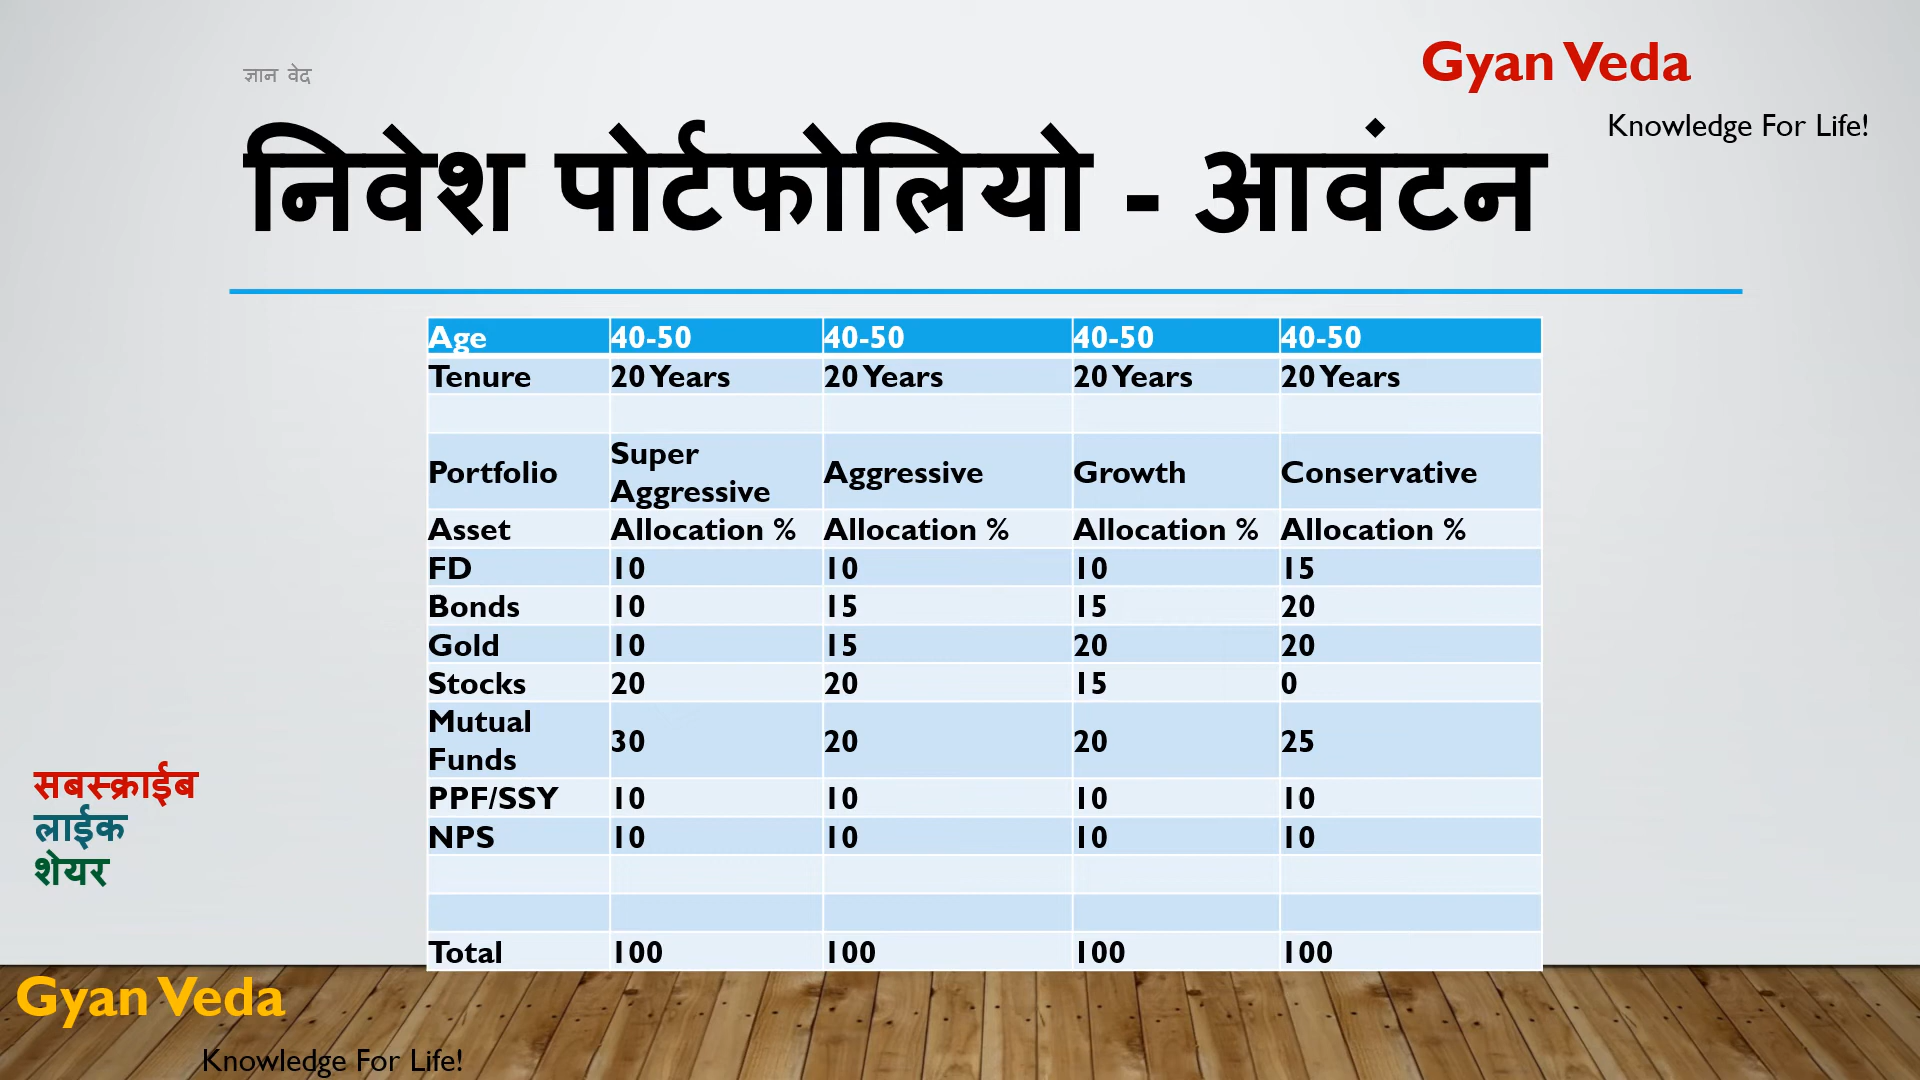 ज्ञान वेद
Gyan Veda
Knowledge For Life!
निवेश पोर्टफोलियो - आवंटन
Age 40-50 40-50 40-50 40-50
Tenure 20 Years 20 Years 20 Years 20 Years
Portfolio Super Aggressive Aggressive Growth Conservative
Asset Allocation % Allocation % Allocation % Allocation %
FD 10 10 10 15
Bonds 10 15 15 20
Gold 10 15 20 20
Stocks 20 20 15 0
Mutual Funds 30 20 20 25
PPF/SSY 10 10 10 10
NPS 10 10 10 10
Total 100 100 100 100
सबस्क्राईब
लाईक
शेयर
Gyan Veda
Knowledge For Life!